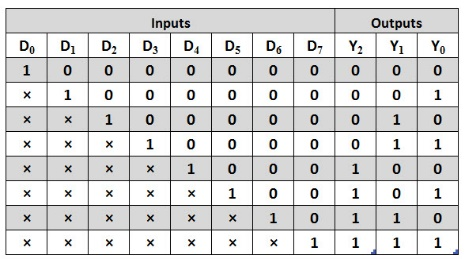 Inputs Outputs
D₀ D₁ D₂ D₃ D₄ D₅ D₆ D₇ Y₂ Y₁ Y₀
1 0 0 0 0 0 0 0 0 0 0
× 1 0 0 0 0 0 0 0 0 1
× × 1 0 0 0 0 0 0 1 0
× × × 1 0 0 0 0 0 1 1
× × × × 1 0 0 0 1 0 0
× × × × × 1 0 0 1 0 1
× × × × × × 1 0 1 1 0
× × × × × × × 1 1 1 1